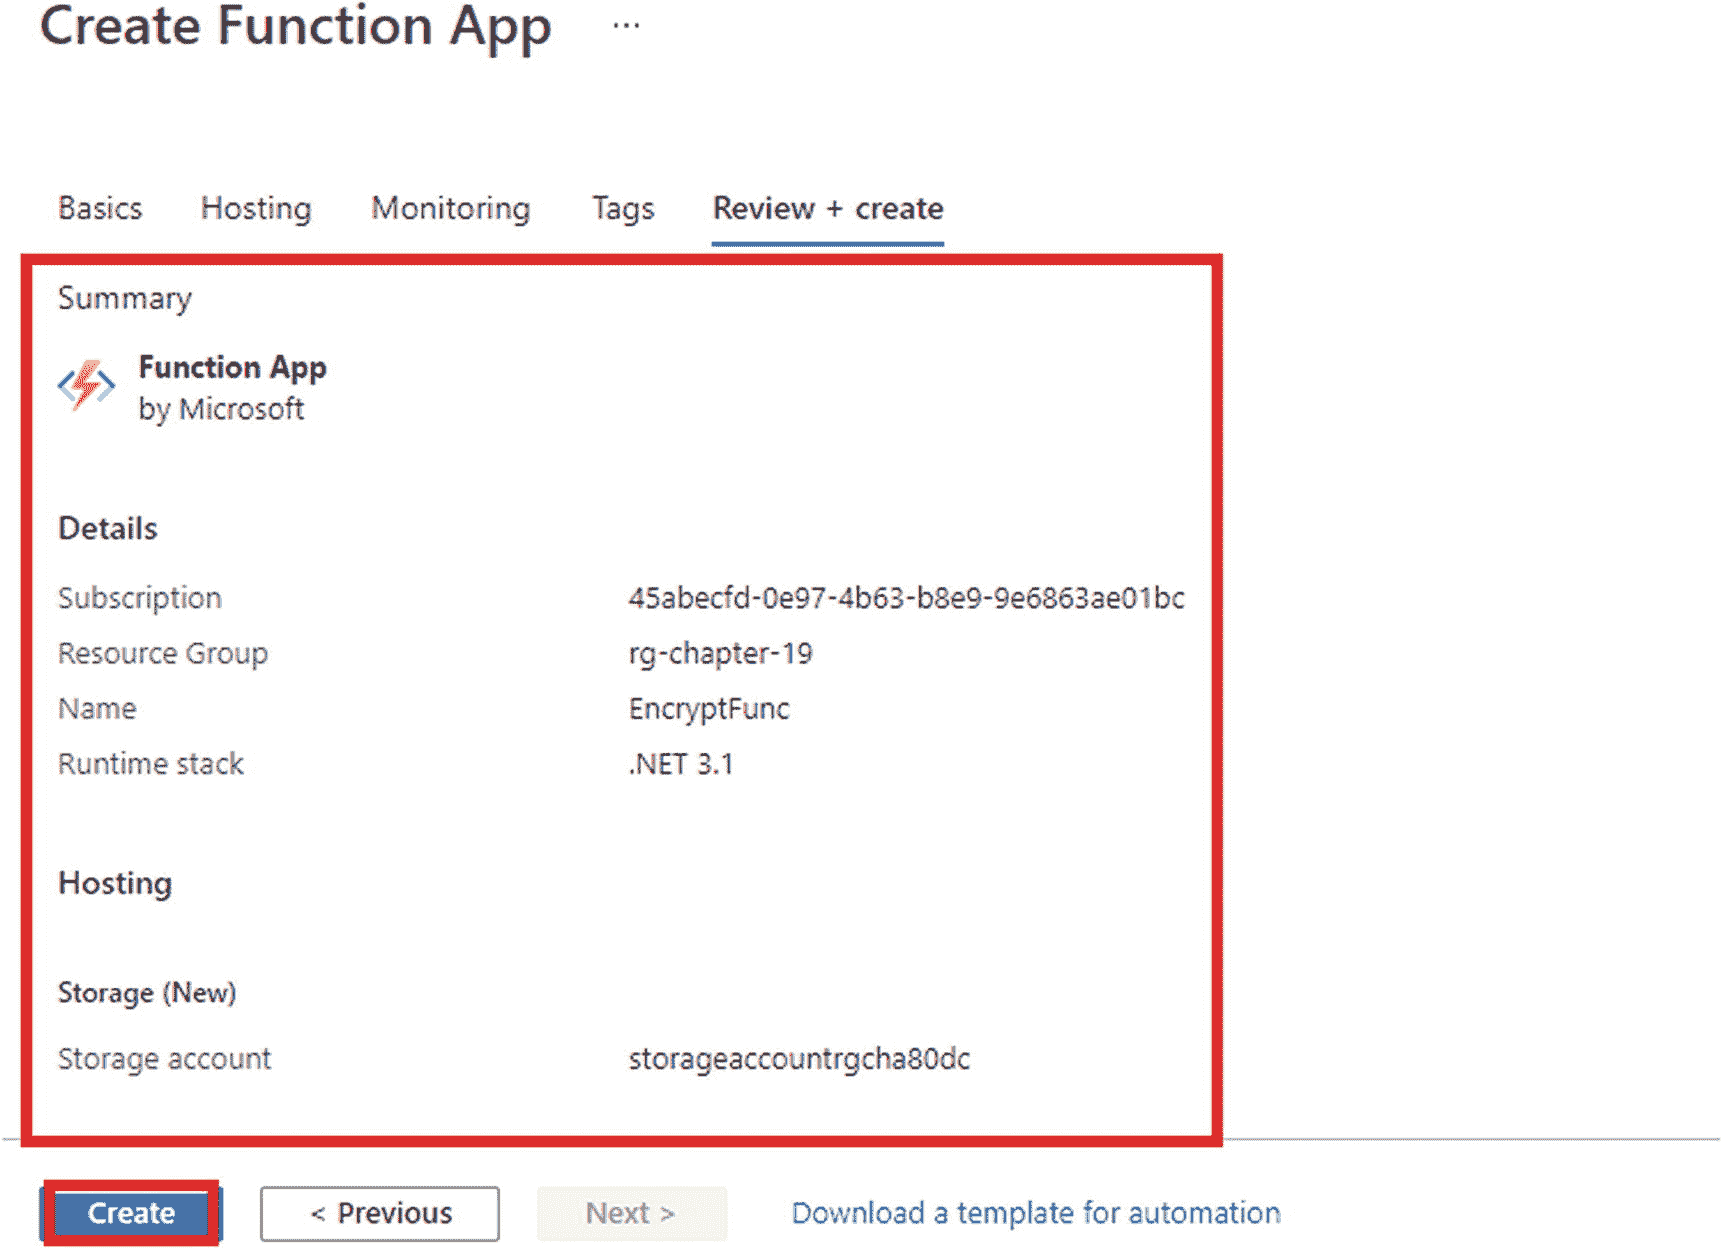 Create Function App ...
Basics Hosting Monitoring Tags Review + create
Summary
Function App
by Microsoft
Details
Subscription 45abecfd-0e97-4b63-b8e9-9e6863ae01bc
Resource Group rg-chapter-19
Name EncryptFunc
Runtime stack .NET 3.1
Hosting
Storage (New)
Storage account storageaccountrgcha80dc
Create < Previous Next > Download a template for automation